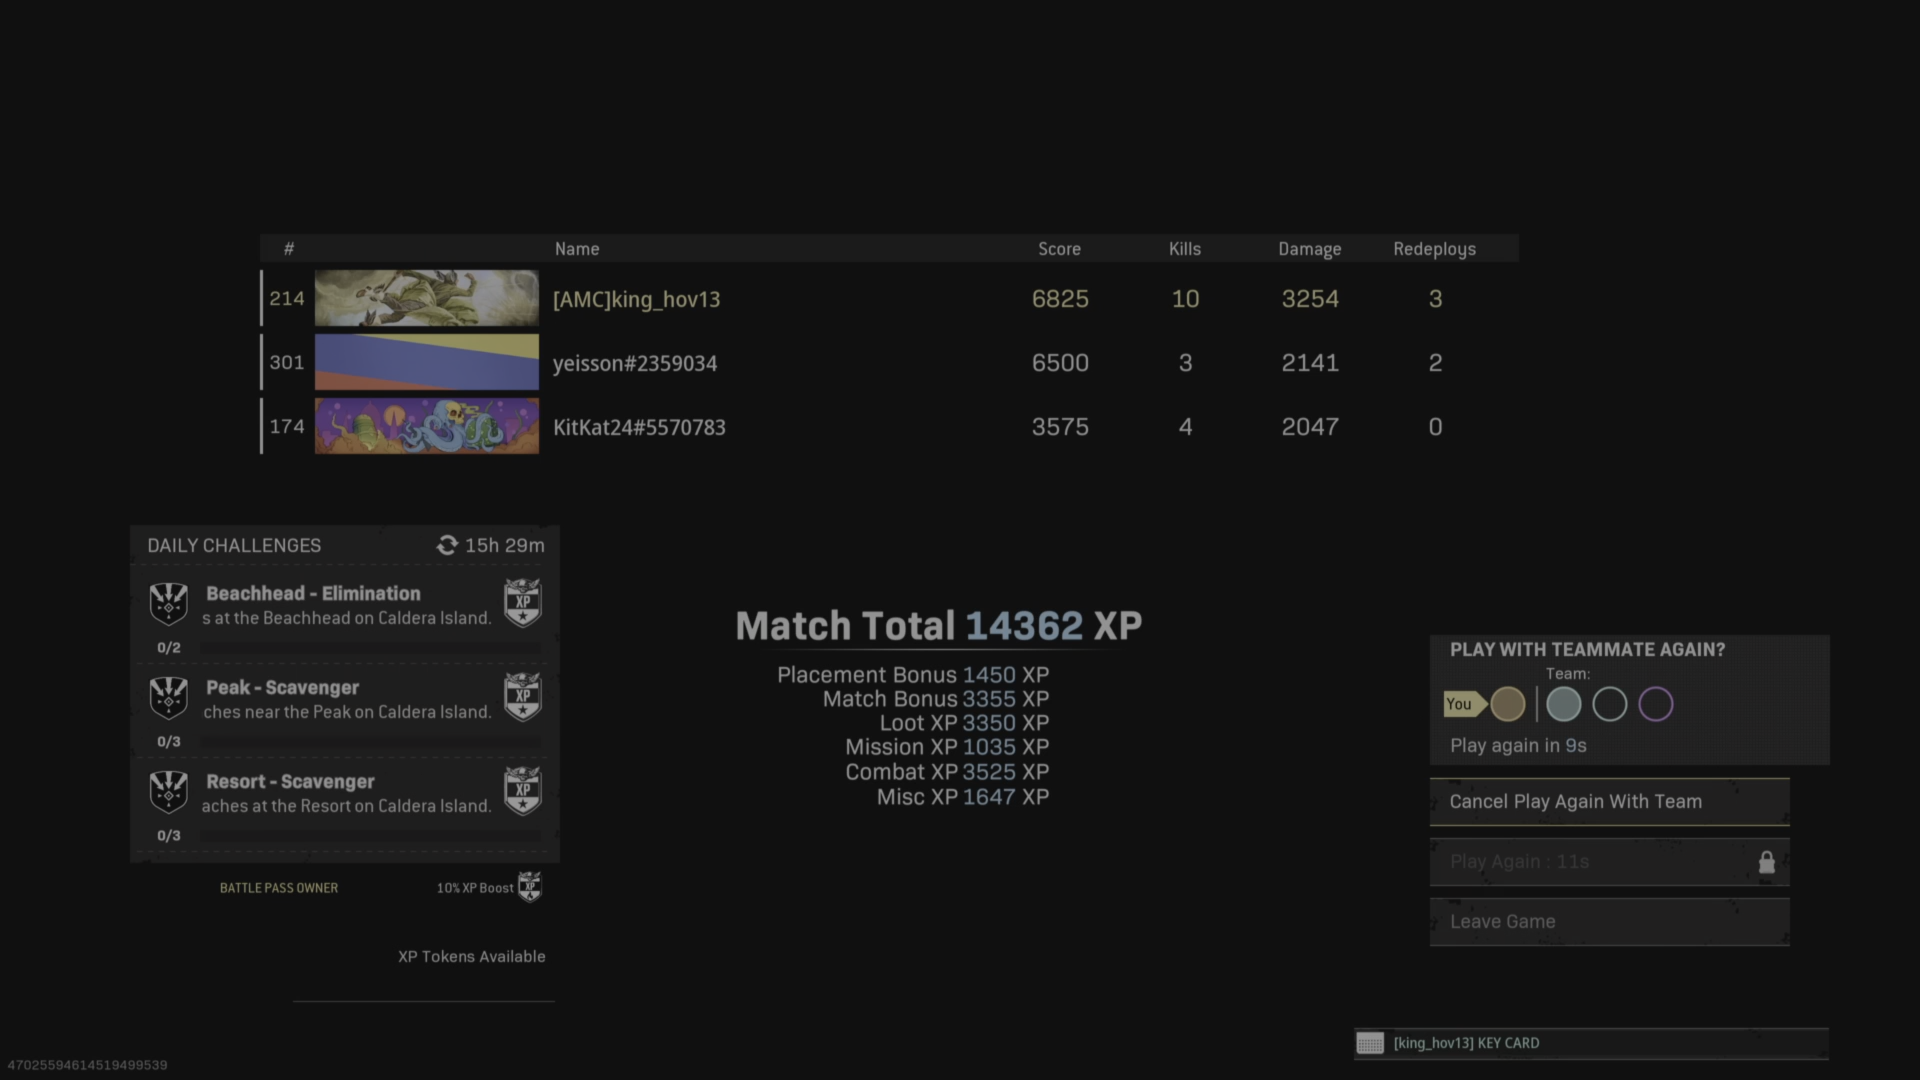 # Name Score Kills Damage Redeploys
214 [AMC]king_hov13 6825 10 3254 3
301 yeisson#2359034 6500 3 2141 2
174 KitKat24#5570783 3575 4 2047 0
DAILY CHALLENGES 15h 29m
Beachhead - Elimination
s at the Beachhead on Caldera Island.
XP
0/2
Peak - Scavenger
ches near the Peak on Caldera Island.
XP
0/3
Resort - Scavenger
aches at the Resort on Caldera Island.
XP
0/3
BATTLE PASS OWNER 10% XP Boost XP
XP Tokens Available
Match Total 14362 XP
Placement Bonus 1450 XP
Match Bonus 3355 XP
Loot XP 3350 XP
Mission XP 1035 XP
Combat XP 3525 XP
Misc XP 1647 XP
PLAY WITH TEAMMATE AGAIN?
Team:
You
Play again in 9s
Cancel Play Again With Team
Play Again : 11s
Leave Game
[king_hov13] KEY CARD
47025594614519499539